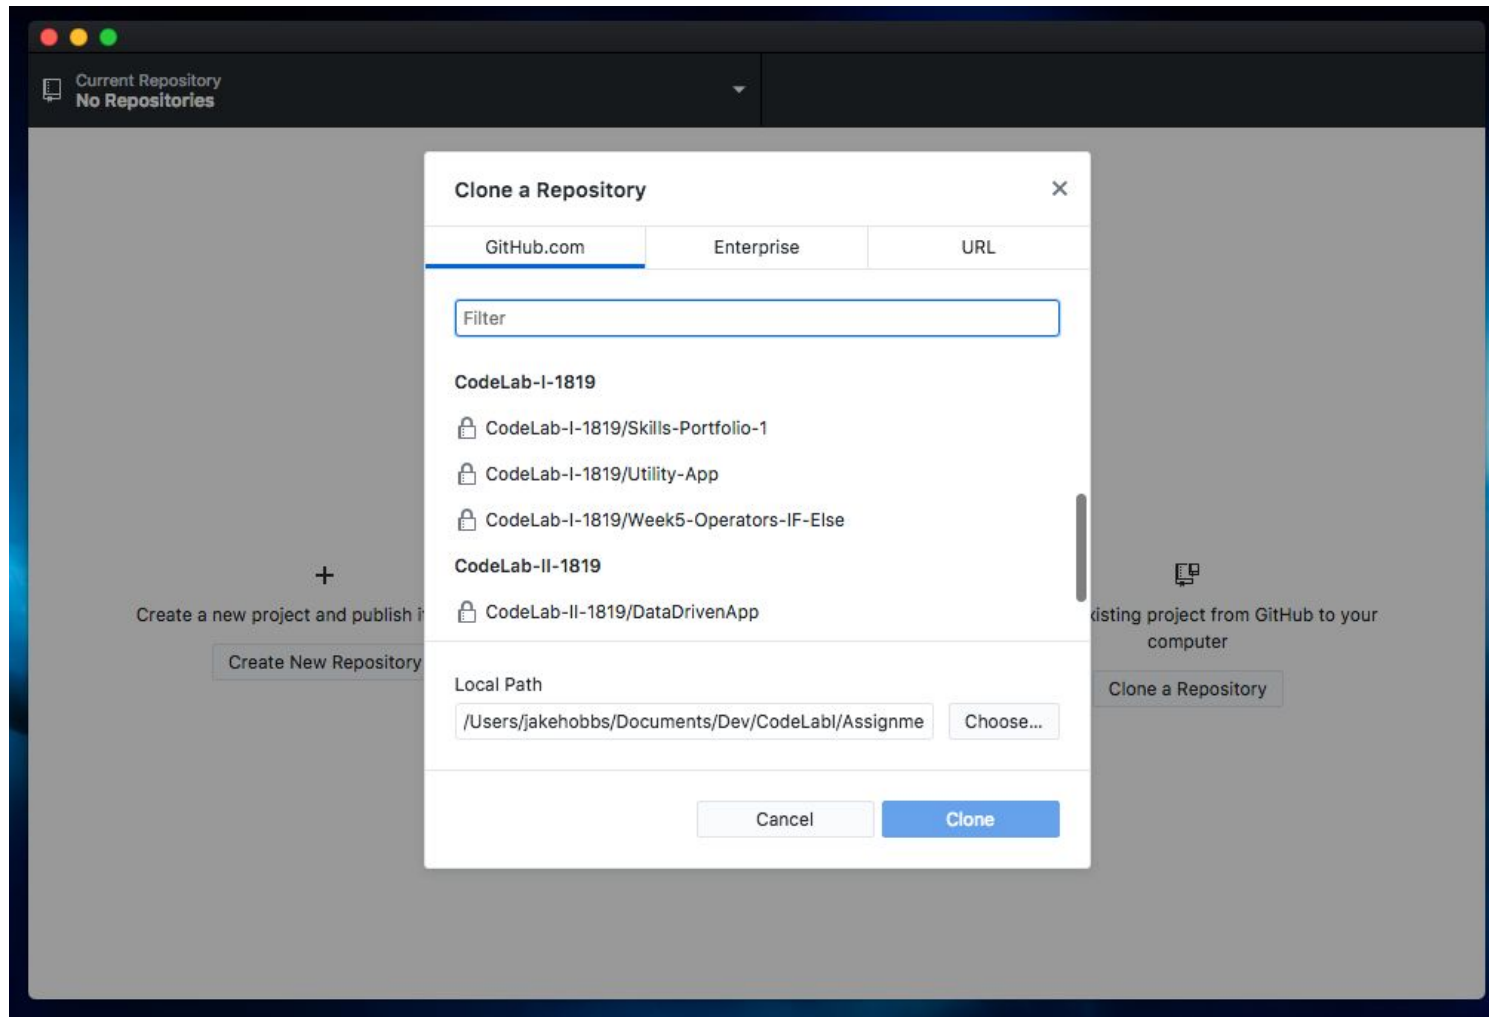 Current Repository
No Repositories
Clone a Repository
GitHub.com
Enterprise
URL
Filter
CodeLab-I-1819
CodeLab-I-1819/Skills-Portfolio-1
CodeLab-I-1819/Utility-App
CodeLab-I-1819/Week5-Operators-IF-Else
CodeLab-II-1819
CodeLab-II-1819/DataDrivenApp
Local Path
/Users/jakehobbs/Documents/Dev/CodeLabI/Assignme
Choose...
Cancel
Clone
Create a new project and publish i
Create New Repository
xisting project from GitHub to your
computer
Clone a Repository